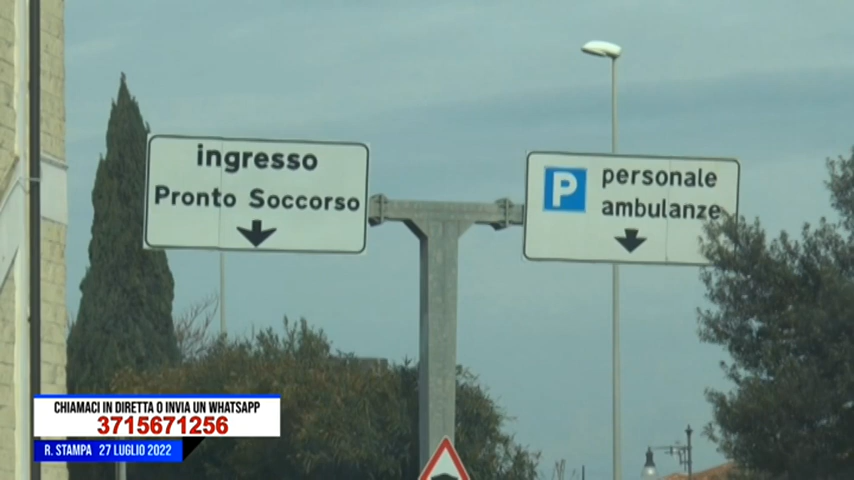 ingresso
Pronto Soccorso
P personale
ambulanze
CHIAMACI IN DIRETTA O INVIA UN WHATSAPP
3715671256
R. STAMPA 27 LUGLIO 2022